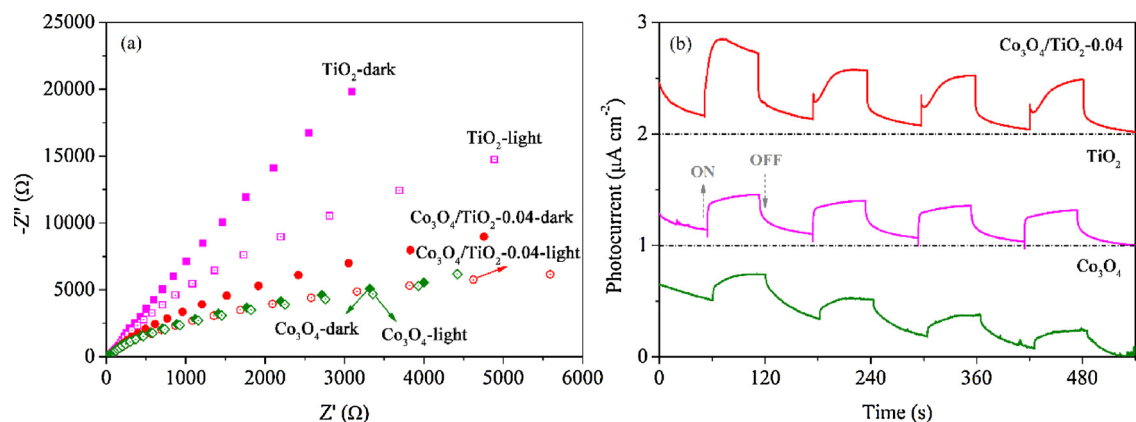 (a)
25000
20000
15000
10000
5000
0
-Z'' (Ω)
0 1000 2000 3000 4000 5000 6000
Z' (Ω)
TiO₂-dark
TiO₂-light
Co₃O₄/TiO₂-0.04-dark
Co₃O₄/TiO₂-0.04-light
Co₃O₄-dark
Co₃O₄-light
(b)
3
2
1
0
Photocurrent (μA cm⁻²)
0 120 240 360 480
Time (s)
Co₃O₄/TiO₂-0.04
TiO₂
ON
OFF
Co₃O₄